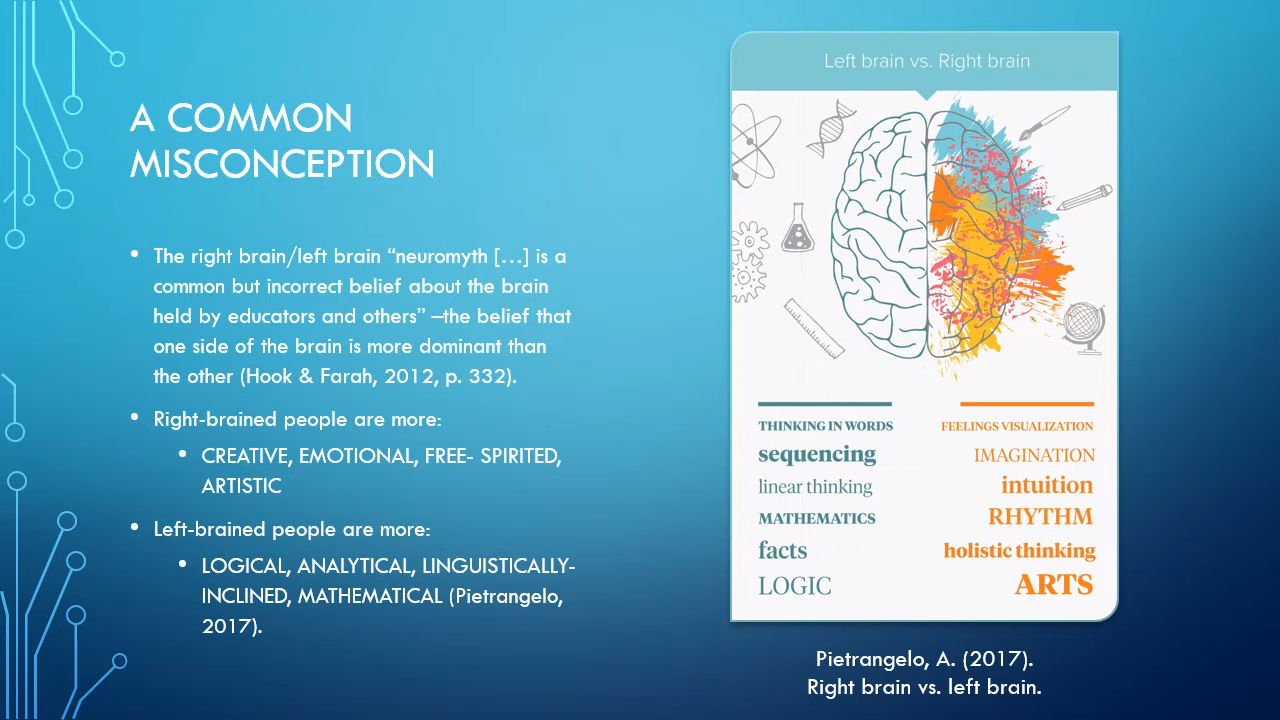 A COMMON
MISCONCEPTION
• The right brain/left brain “neuromyth […] is a
common but incorrect belief about the brain
held by educators and others” –the belief that
one side of the brain is more dominant than
the other (Hook & Farah, 2012, p. 332).
• Right-brained people are more:
• CREATIVE, EMOTIONAL, FREE- SPIRITED,
ARTISTIC
• Left-brained people are more:
• LOGICAL, ANALYTICAL, LINGUISTICALLY-
INCLINED, MATHEMATICAL (Pietrangelo,
2017).
Left brain vs. Right brain
THINKING IN WORDS
sequencing
linear thinking
MATHEMATICS
facts
LOGIC
FEELINGS VISUALIZATION
IMAGINATION
intuition
RHYTHM
holistic thinking
ARTS
Pietrangelo, A. (2017).
Right brain vs. left brain.